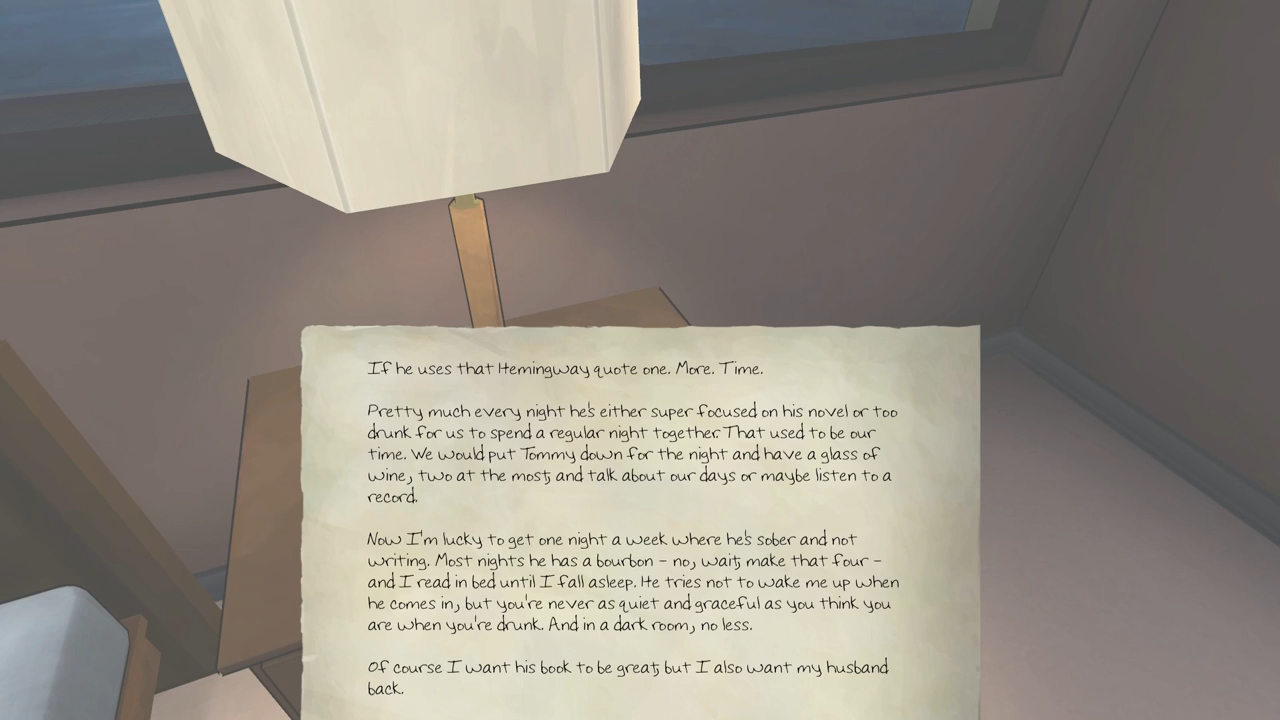 If he uses that Hemingway quote one. More. Time.
Pretty much every night he's either super focused on his novel or too
drunk for us to spend a regular night together. That used to be our
time. We would put Tommy down for the night and have a glass of
wine, two at the most, and talk about our days or maybe listen to a
record.
Now I'm lucky to get one night a week where he's sober and not
writing. Most nights he has a bourbon - no, wait, make that four -
and I read in bed until I fall asleep. He tries not to wake me up when
he comes in, but you're never as quiet and graceful as you think you
are when you're drunk. And in a dark room, no less.
Of course I want his book to be great, but I also want my husband
back.